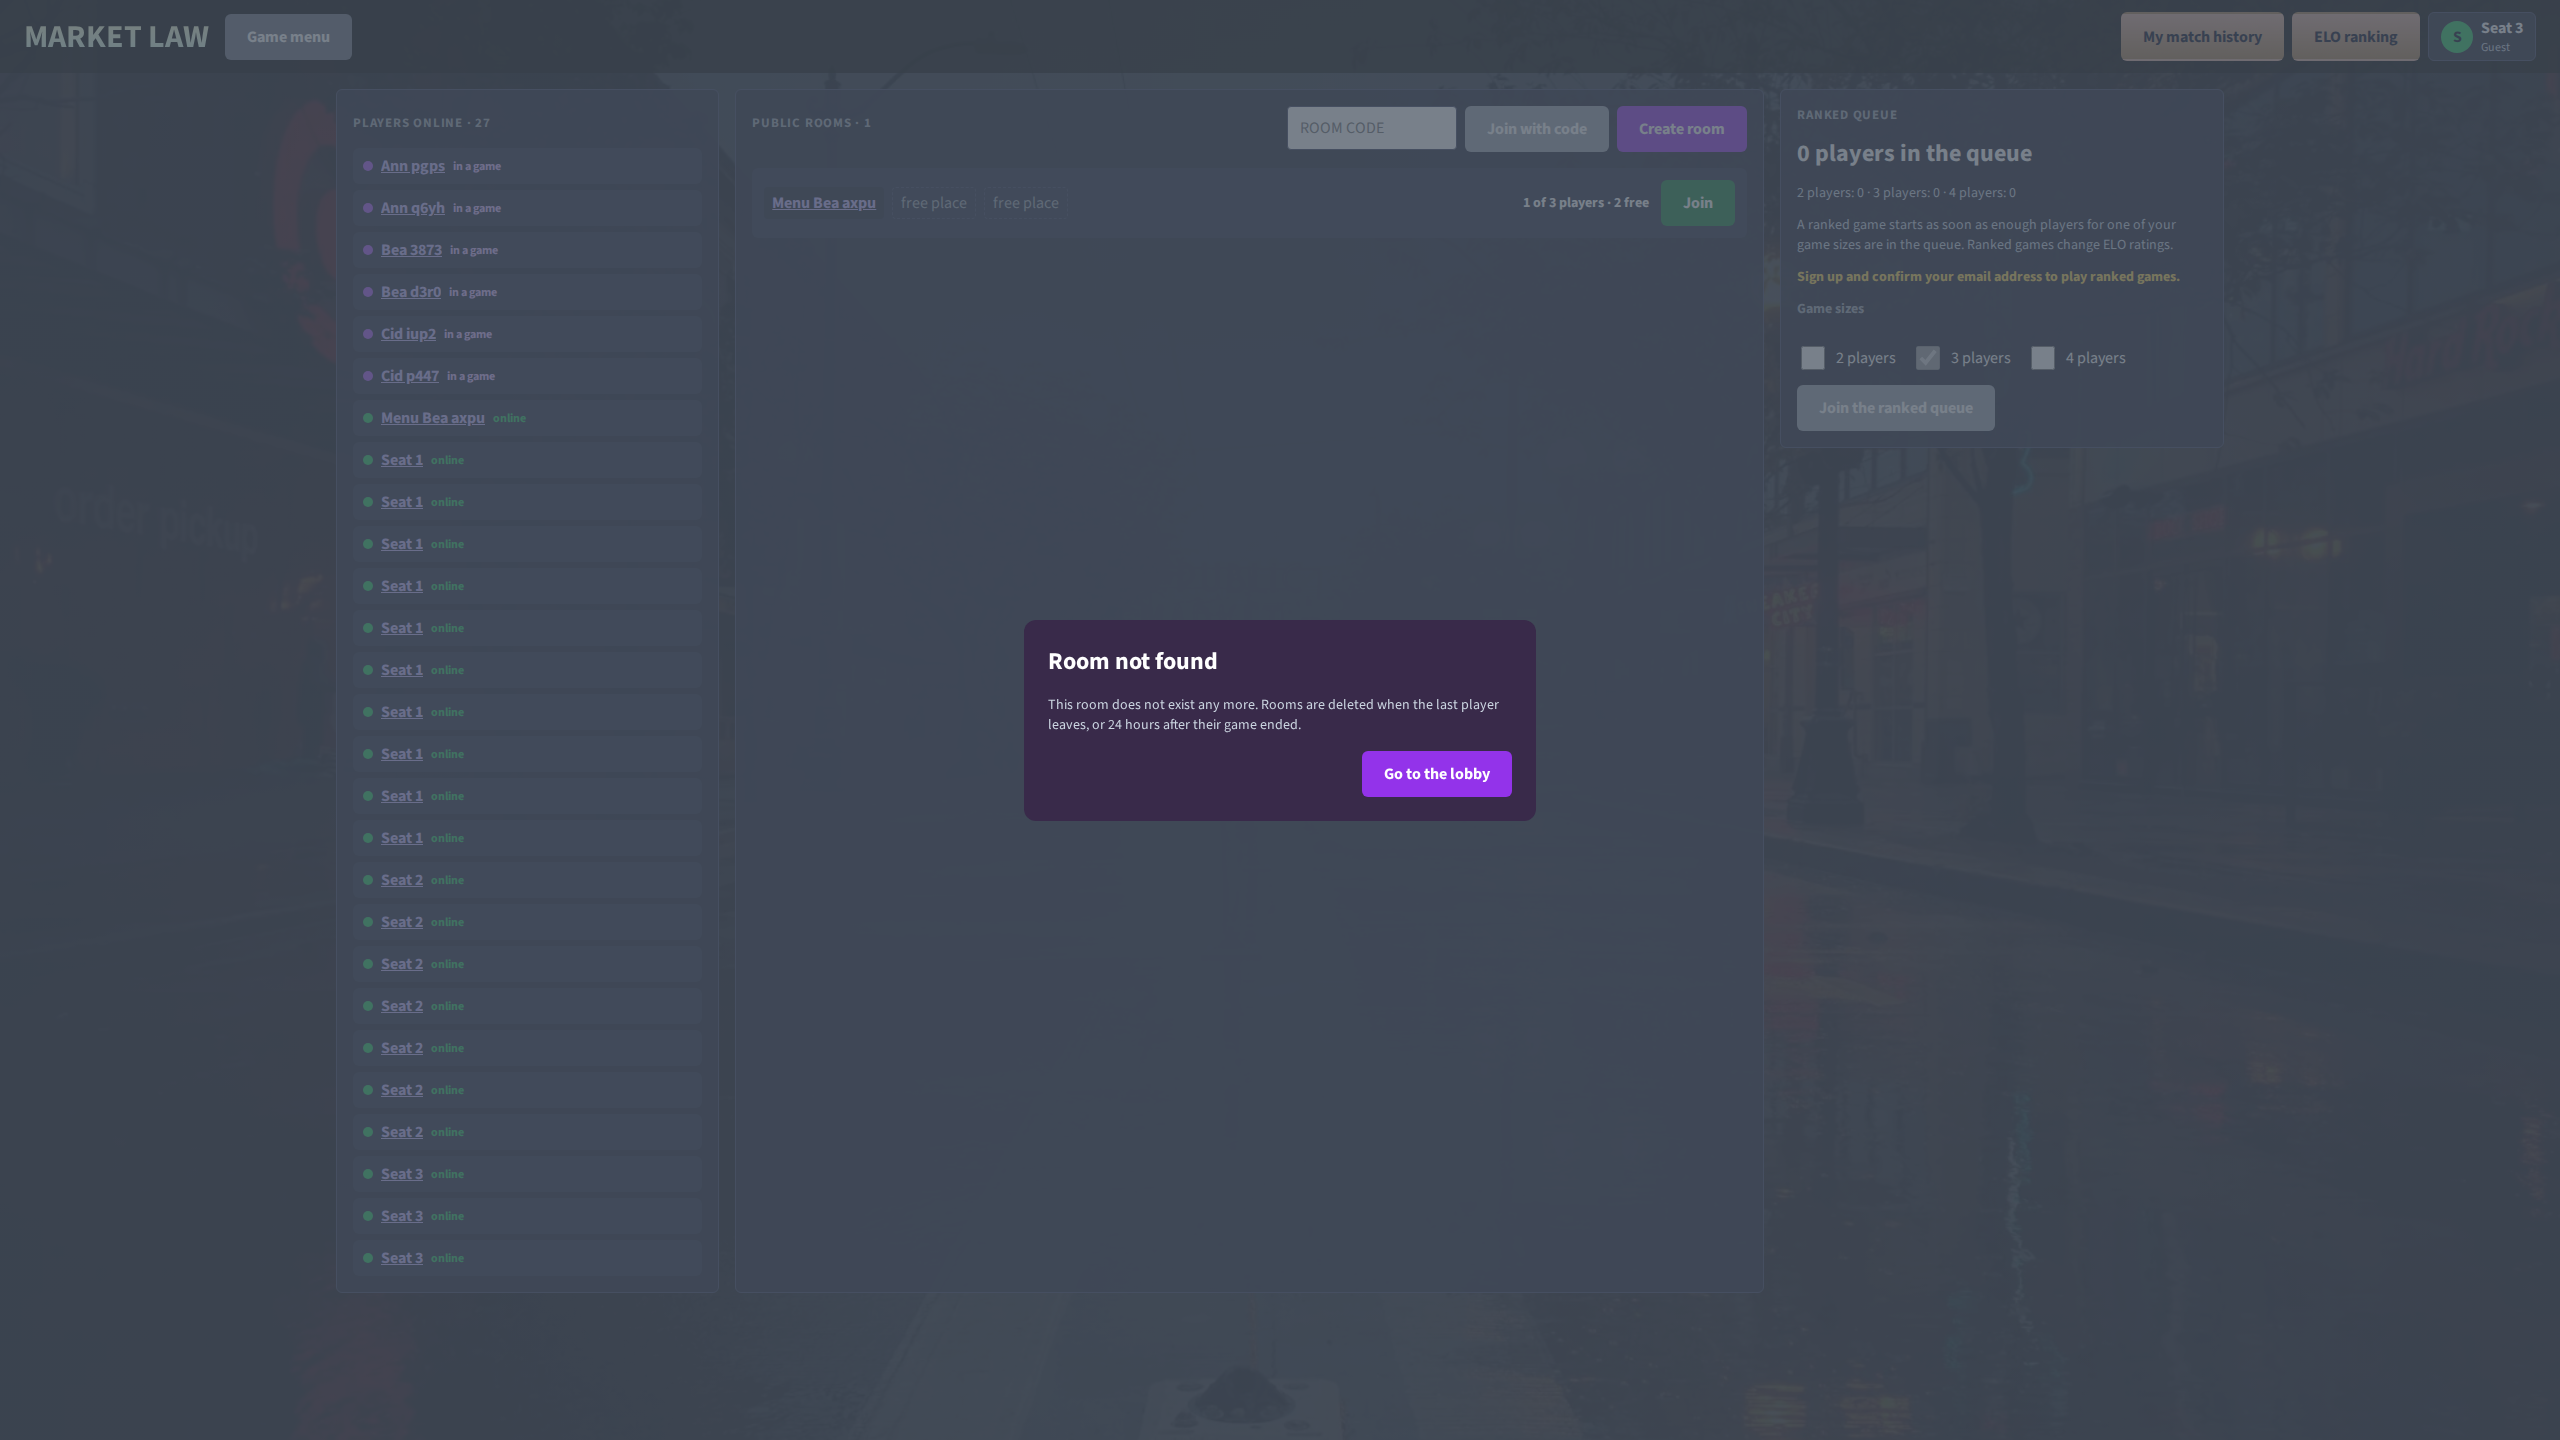 MARKET LAW
Game menu
My match history
ELO ranking
S
Seat 3
Guest
PLAYERS ONLINE · 27
Ann pgps in a game
Ann q6yh in a game
Bea 3873 in a game
Bea d3r0 in a game
Cid iup2 in a game
Cid p447 in a game
Menu Bea axpu online
Seat 1 online
Seat 1 online
Seat 1 online
Seat 1 online
Seat 1 online
Seat 1 online
Seat 1 online
Seat 1 online
Seat 1 online
Seat 1 online
Seat 2 online
Seat 2 online
Seat 2 online
Seat 2 online
Seat 2 online
Seat 2 online
Seat 2 online
Seat 3 online
Seat 3 online
Seat 3 online
PUBLIC ROOMS · 1
ROOM CODE
Join with code
Create room
Menu Bea axpu free place free place
1 of 3 players · 2 free
Join
RANKED QUEUE
0 players in the queue
2 players: 0 · 3 players: 0 · 4 players: 0
A ranked game starts as soon as enough players for one of your
game sizes are in the queue. Ranked games change ELO ratings.
Sign up and confirm your email address to play ranked games.
Game sizes
2 players 3 players 4 players
Join the ranked queue
Room not found
This room does not exist any more. Rooms are deleted when the last player
leaves, or 24 hours after their game ended.
Go to the lobby
order pickup